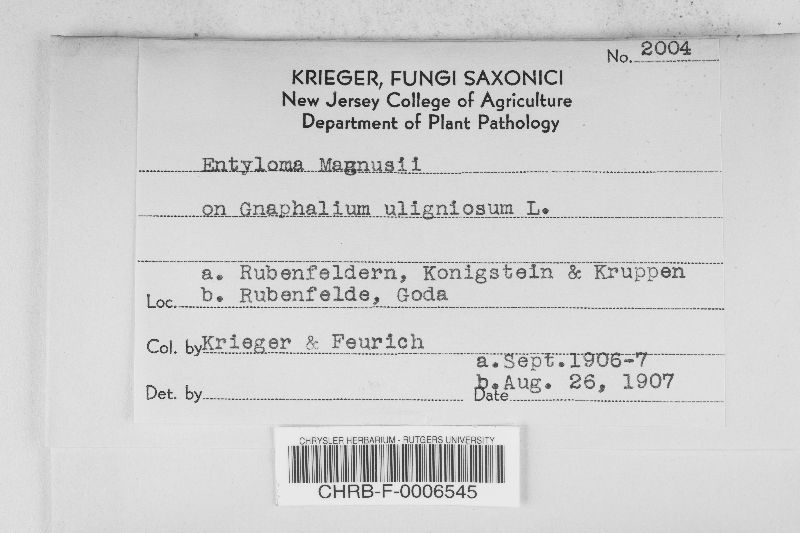 No. 2004
KRIEGER, FUNGI SAXONICI
New Jersey College of Agriculture
Department of Plant Pathology
Entyloma Magnusii
on Gnaphalium uligniosum L.
a. Rubenfeldern, Konigstein & Kruppen
Loc. b. Rubenfelde, Goda
Col. by Krieger & Feurich
a.Sept.1906-7
Det. by
Date b.Aug. 26, 1907
CHRYSLER HERBARIUM - RUTGERS UNIVERSITY
CHRB-F-0006545